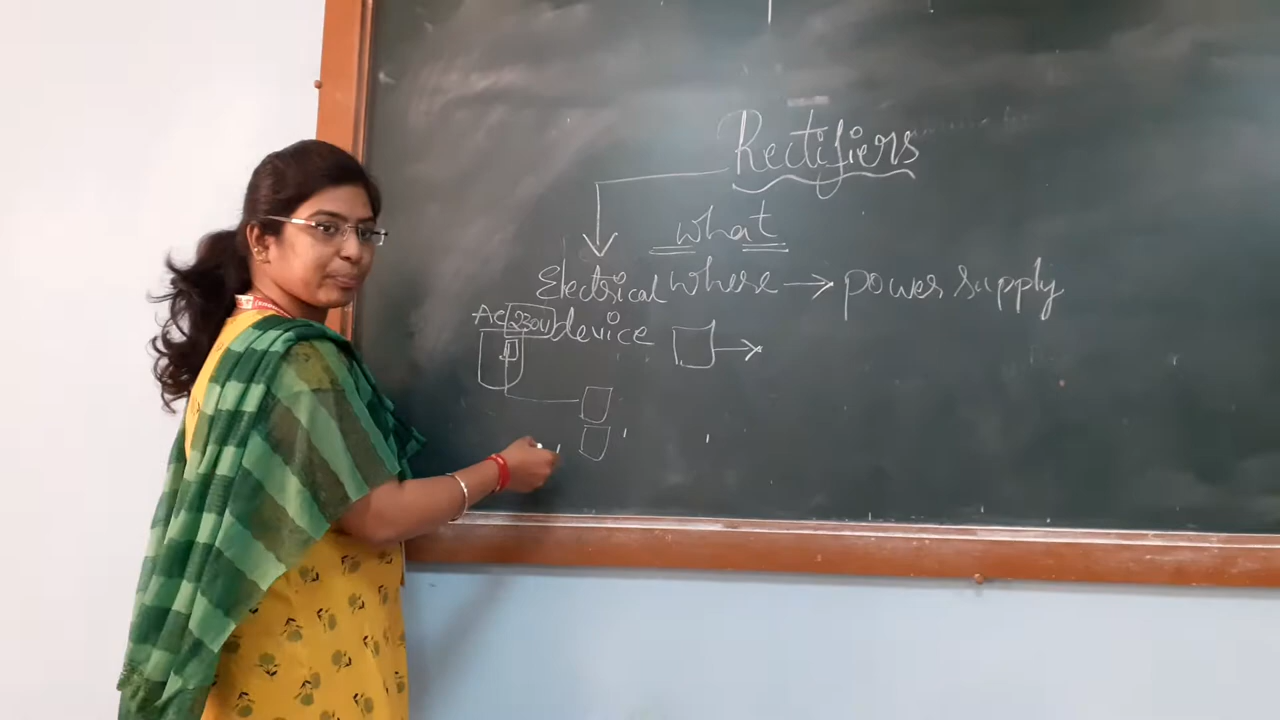 Rectifiers
what
Electrical where → power supply
AC 230V device